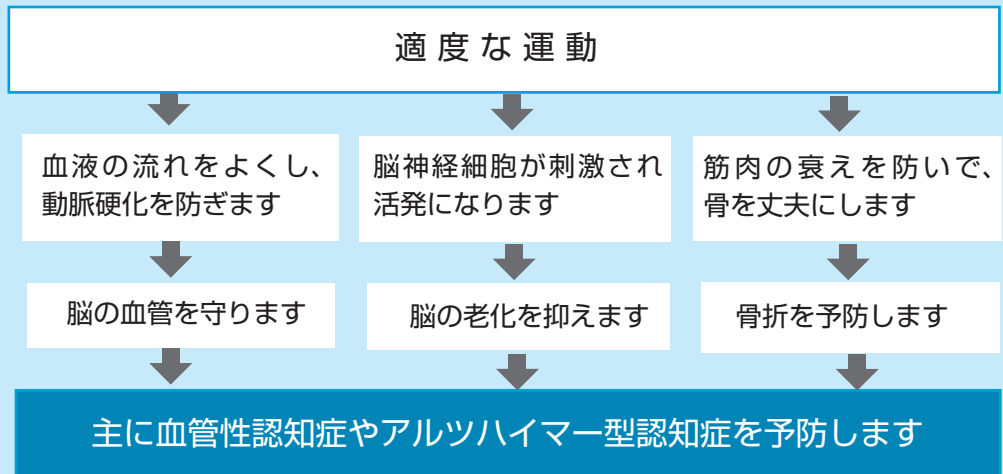 適度な運動
血液の流れをよくし、
動脈硬化を防ぎます
脳神経細胞が刺激され
活発になります
筋肉の衰えを防いで、
骨を丈夫にします
脳の血管を守ります
脳の老化を抑えます
骨折を予防します
主に血管性認知症やアルツハイマー型認知症を予防します